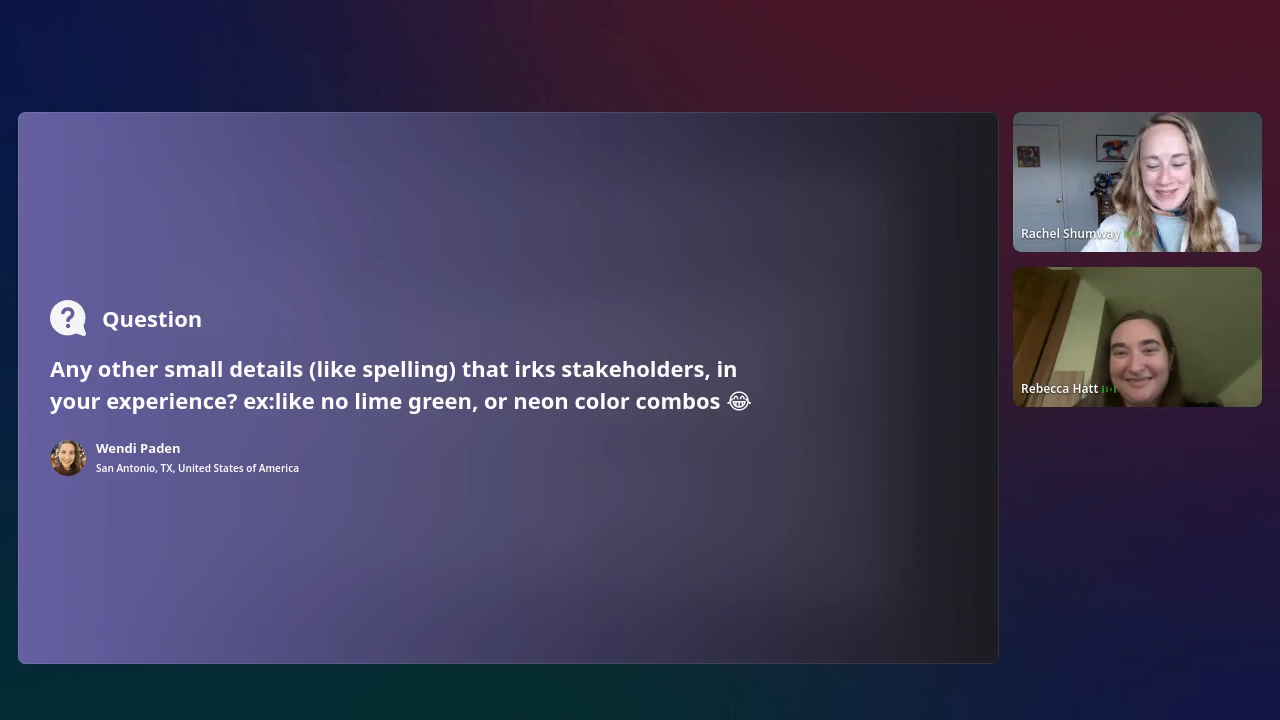 Question
Any other small details (like spelling) that irks stakeholders, in
your experience? ex:like no lime green, or neon color combos 😂
Wendi Paden
San Antonio, TX, United States of America
Rachel Shumway
Rebecca Hatt